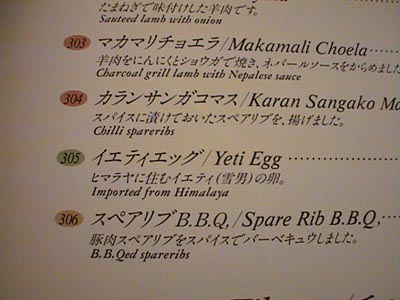 たまねぎで味付けした羊肉です。
Sauteed lamb with onion
303 マカマリチョエラ/Makamali Choela
羊肉をにんにくとショウガで焼き、ネパールソースをからめました
Charcoal grill lamb with Nepalese sauce
304 カランサンガコマス/Karan Sangako Ma
スパイスに漬けておいたスペアリブを、揚げました。
Chilli spareribs
305 イエティエッグ/Yeti Egg
ヒマラヤに住むイエティ(雪男)の卵。
Imported from Himalaya
306 スペアリブB.B.Q,/Spare Rib B.B.Q,
豚肉スペアリブをスパイスでバーベキュウしました。
B.B.Qed spareribs